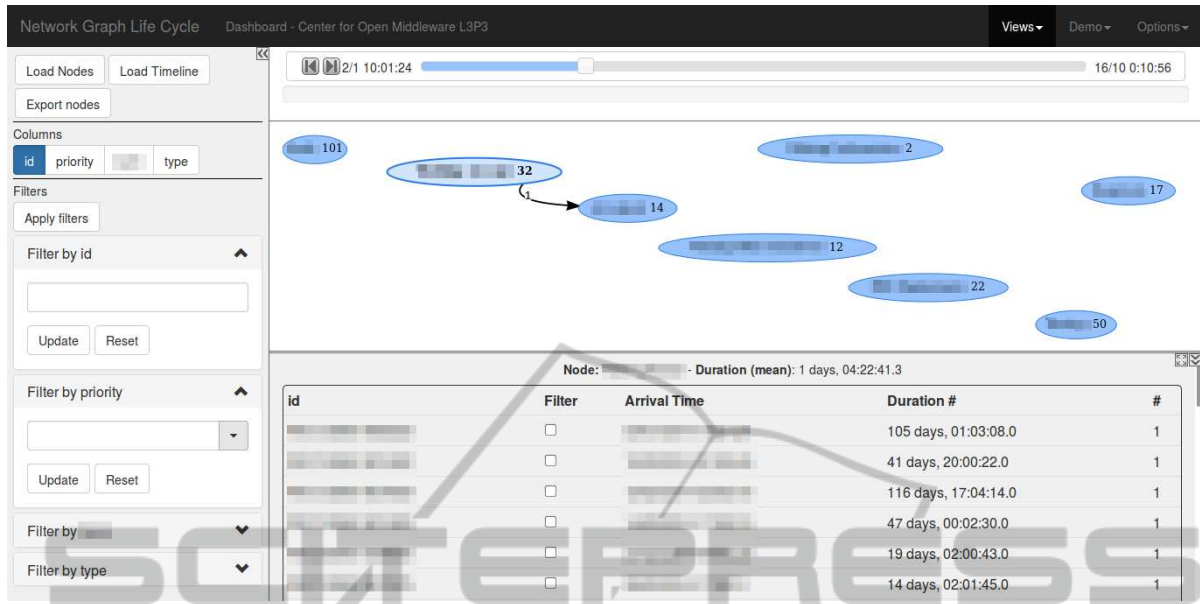 Network Graph Life Cycle Dashboard - Center for Open Middleware L3P3 Views Demo Options
Load Nodes Load Timeline
Export nodes
2/1 10:01:24 16/10 0:10:56
Columns
id priority type
Filters
Apply filters
Filter by id
Update Reset
Filter by priority
Update Reset
Filter by
Filter by type
101
32
2
1
14
17
12
22
50
Node: - Duration (mean): 1 days, 04:22:41.3
id Filter Arrival Time Duration # #
105 days, 01:03:08.0 1
41 days, 20:00:22.0 1
116 days, 17:04:14.0 1
47 days, 00:02:30.0 1
19 days, 02:00:43.0 1
14 days, 02:01:45.0 1
SCITEPRESS